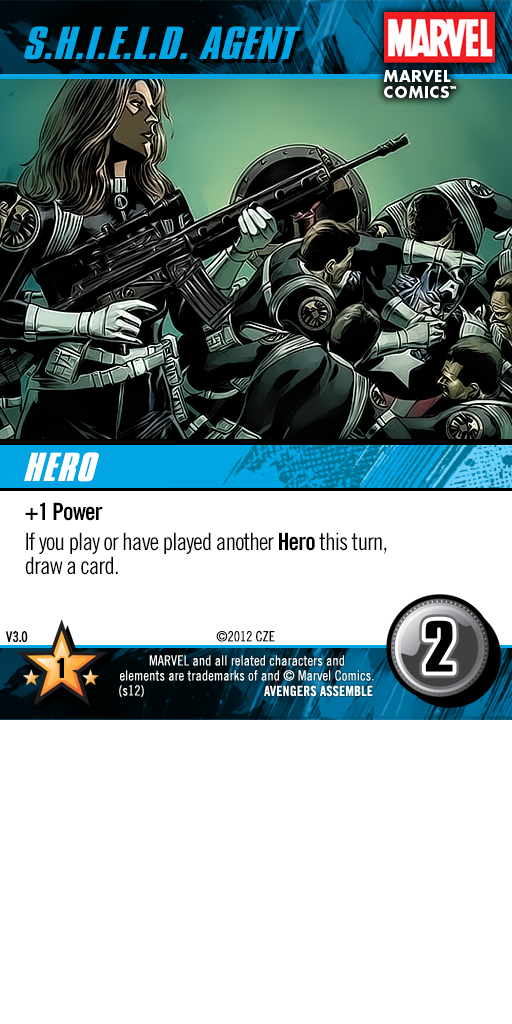 S.H.I.E.L.D. AGENT
MARVEL
MARVEL
COMICS™
HERO
+1 Power
If you play or have played another Hero this turn,
draw a card.
V3.0
©2012 CZE
1
MARVEL and all related characters and
elements are trademarks of and © Marvel Comics.
(s12)
AVENGERS ASSEMBLE
2